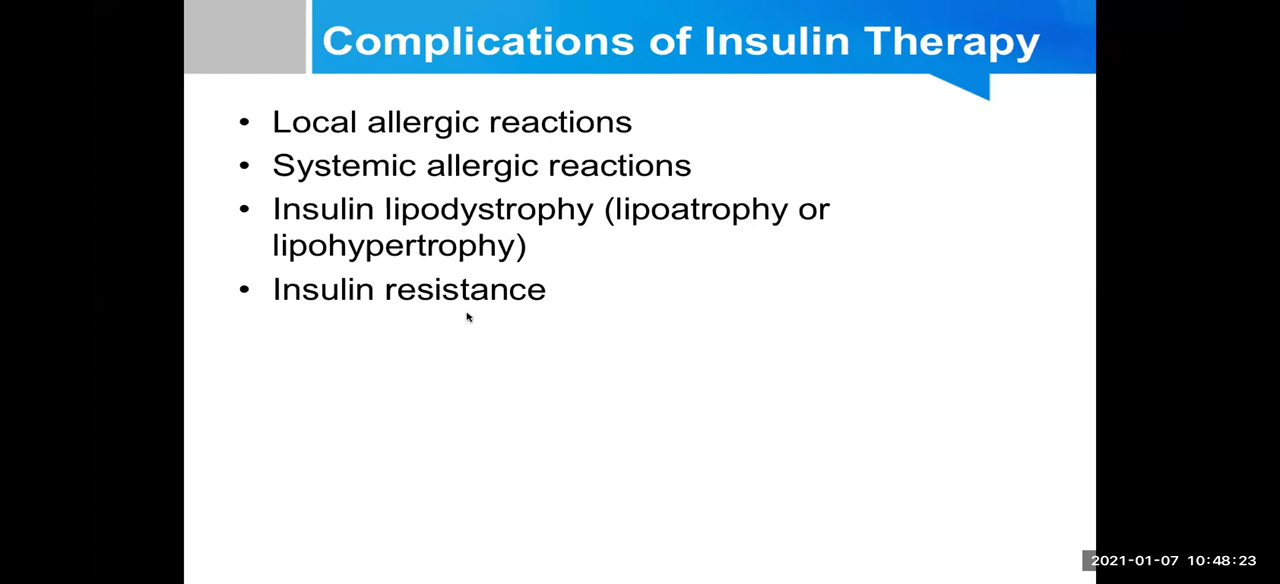 Complications of Insulin Therapy
• Local allergic reactions
• Systemic allergic reactions
• Insulin lipodystrophy (lipoatrophy or
lipohypertrophy)
• Insulin resistance
2021-01-07 10:48:23